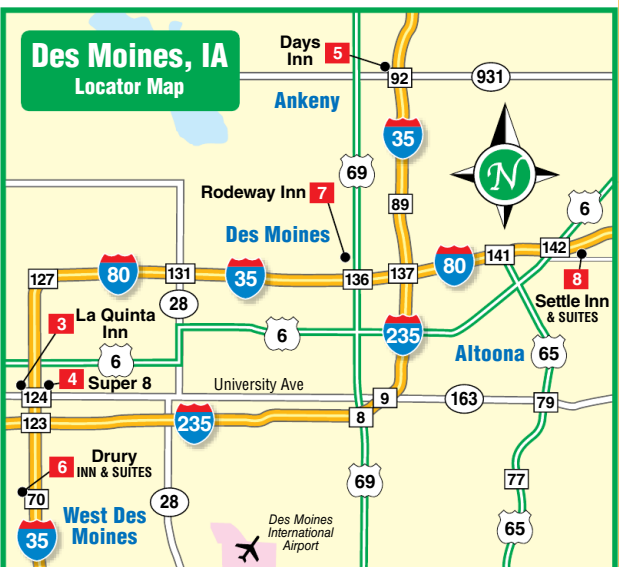 Des Moines, IA
Locator Map
Days
Inn
5
92
931
Ankeny
35
69
N
Rodeway Inn
7
89
6
Des Moines
127
80
131
35
136
137
80
141
142
8
Settle Inn
& SUITES
28
3
La Quinta
Inn
6
235
6
Altoona
65
4
Super 8
124
University Ave
9
163
79
123
235
8
6
Drury
INN & SUITES
70
28
69
77
West Des
Moines
35
Des Moines
International
Airport
65